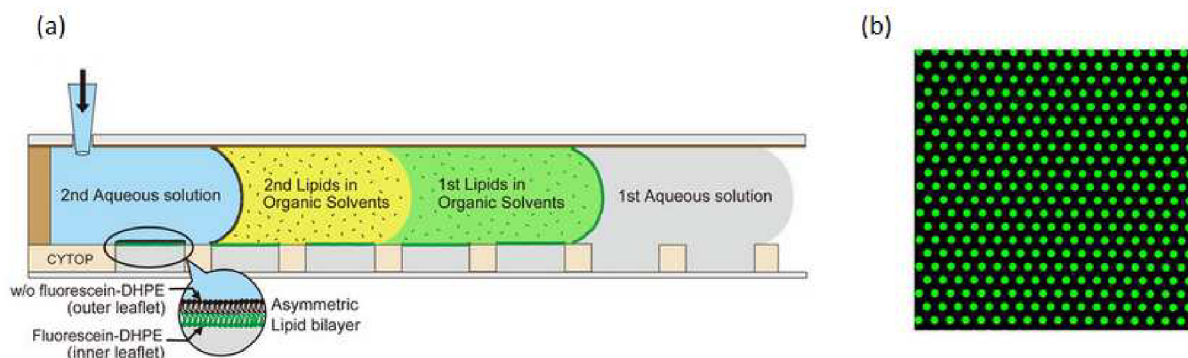 (a)
(b)
2nd Aqueous solution
2nd Lipids in
Organic Solvents
1st Lipids in
Organic Solvents
1st Aqueous solution
CYTOP
w/o fluorescein-DHPE
(outer leaflet)
Asymmetric
Lipid bilayer
Fluorescein-DHPE
(inner leaflet)